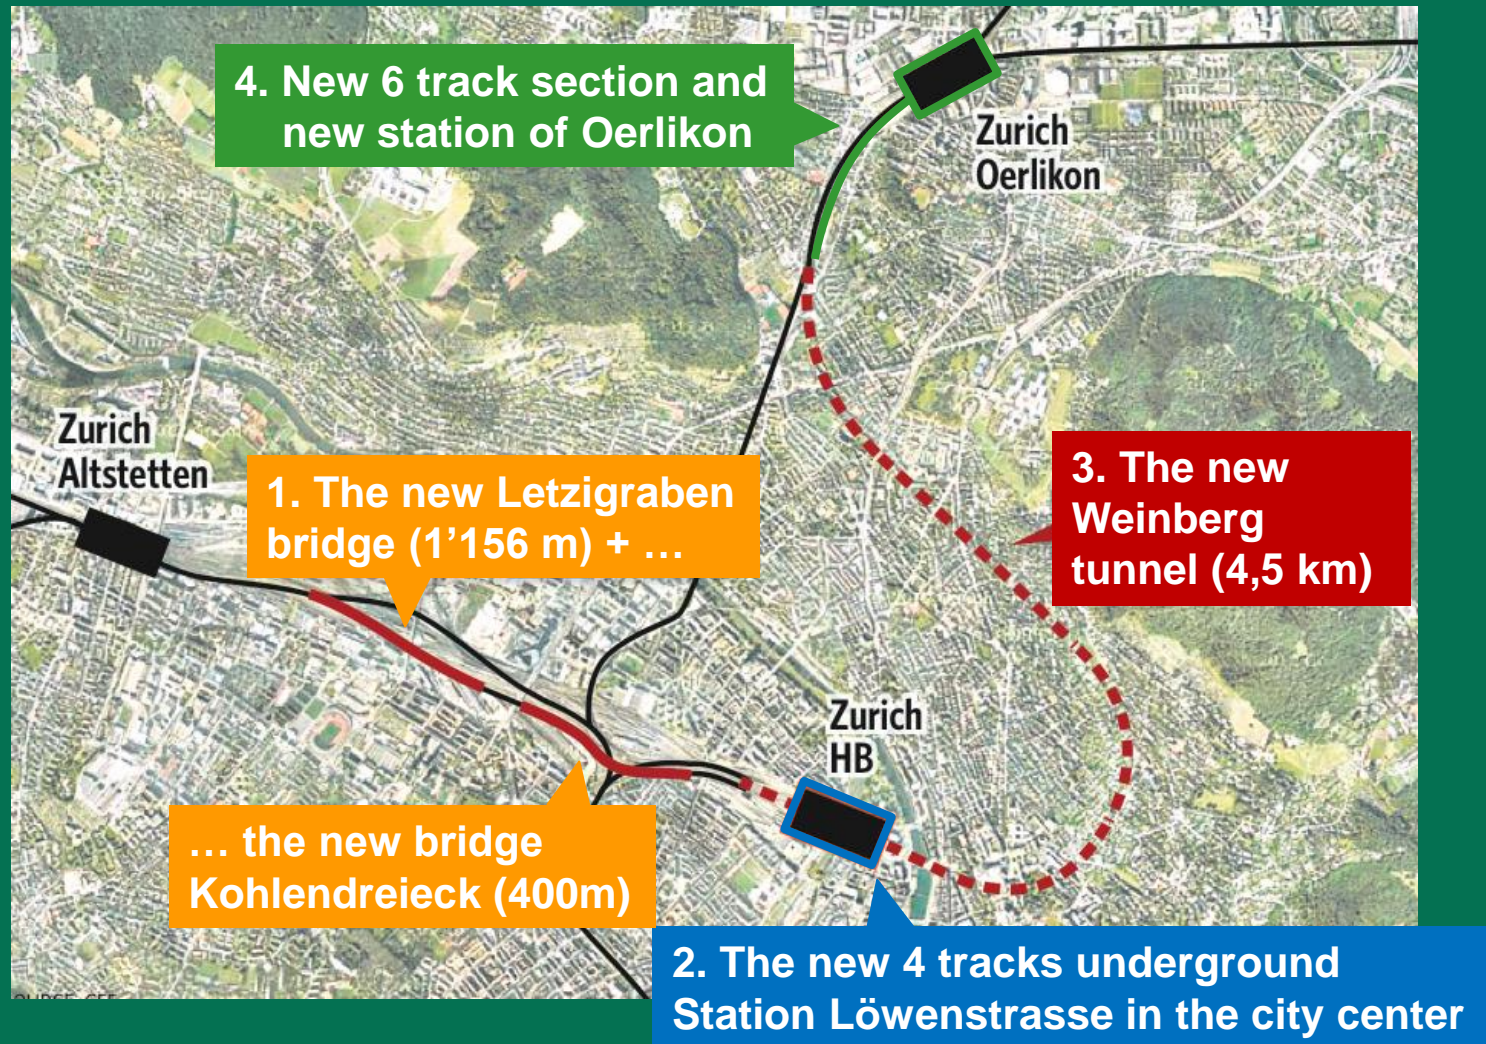 4. New 6 track section and
new station of Oerlikon
Zurich
Oerlikon
Zurich
Altstetten
1. The new Letzigraben
bridge (1’156 m) + …
3. The new
Weinberg
tunnel (4,5 km)
Zurich
HB
… the new bridge
Kohlendreieck (400m)
2. The new 4 tracks underground
Station Löwenstrasse in the city center